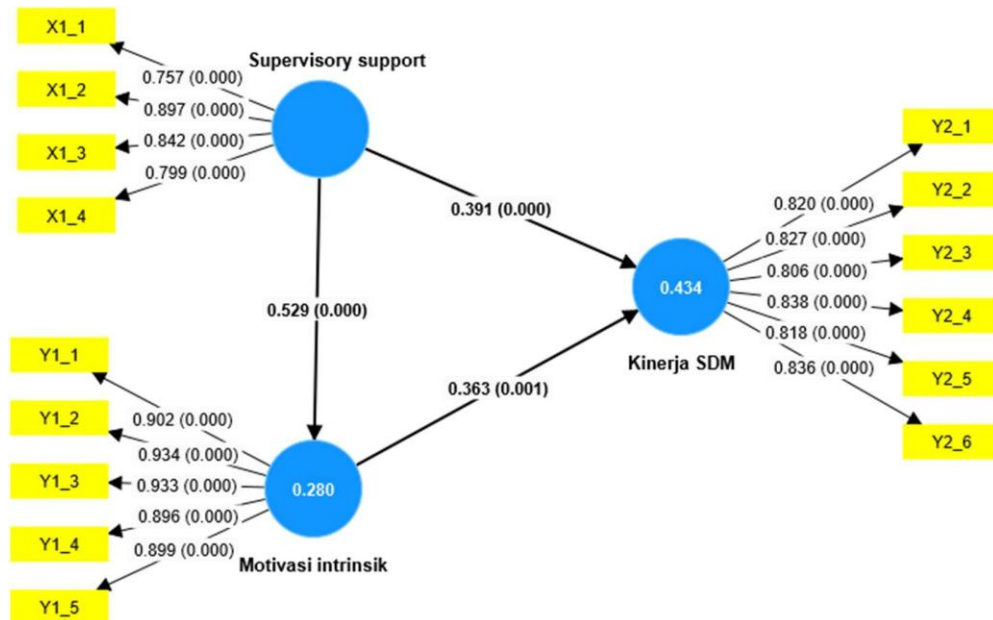 X1_1
X1_2
X1_3
X1_4
0.757 (0.000)
0.897 (0.000)
0.842 (0.000)
0.799 (0.000)
Supervisory support
0.391 (0.000)
0.529 (0.000)
0.363 (0.001)
Y1_1
Y1_2
Y1_3
Y1_4
Y1_5
0.902 (0.000)
0.934 (0.000)
0.933 (0.000)
0.896 (0.000)
0.899 (0.000)
0.280
Motivasi intrinsik
0.434
Kinerja SDM
0.820 (0.000)
0.827 (0.000)
0.806 (0.000)
0.838 (0.000)
0.818 (0.000)
0.836 (0.000)
Y2_1
Y2_2
Y2_3
Y2_4
Y2_5
Y2_6